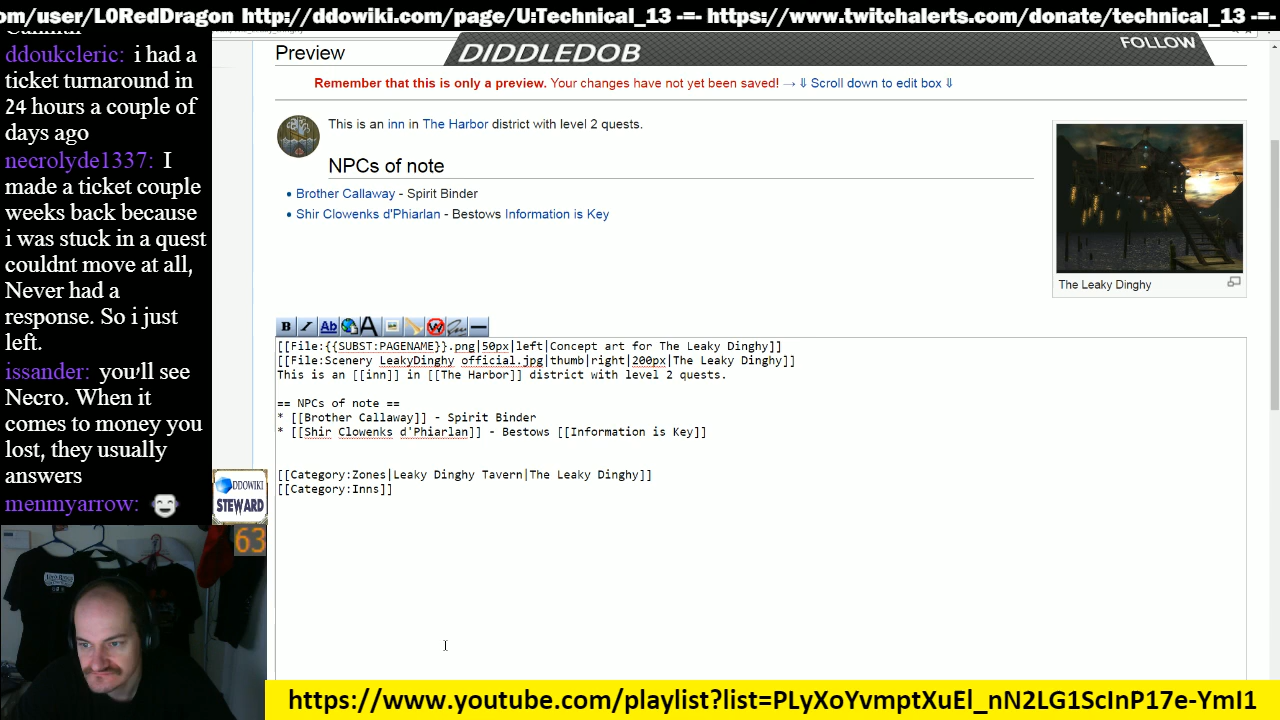 om/user/L0RedDragon http://ddowiki.com/page/U:Technical_13 -=- https://www.twitchalerts.com/donate/technical_13 -=-
ddoukcleric: i had a
ticket turnaround in
24 hours a couple of
days ago
necrolyde1337: I
made a ticket couple
weeks back because
i was stuck in a quest
couldnt move at all,
Never had a
response. So i just
left.
issander: you'll see
Necro. When it
comes to money you
lost, they usually
answers
menmyarrow:
DDOWIKI
STEWARD
63
Preview
DIDDLEDOB
FOLLOW
Remember that this is only a preview. Your changes have not yet been saved! → ⇓ Scroll down to edit box ⇓
This is an inn in The Harbor district with level 2 quests.
NPCs of note
• Brother Callaway - Spirit Binder
• Shir Clowenks d'Phiarlan - Bestows Information is Key
The Leaky Dinghy
B I Ab A W
[[File:{{SUBST:PAGENAME}}.png|50px|left|Concept art for The Leaky Dinghy]]
[[File:Scenery LeakyDinghy official.jpg|thumb|right|200px|The Leaky Dinghy]]
This is an [[inn]] in [[The Harbor]] district with level 2 quests.
== NPCs of note ==
* [[Brother Callaway]] - Spirit Binder
* [[Shir Clowenks d'Phiarlan]] - Bestows [[Information is Key]]
[[Category:Zones|Leaky Dinghy Tavern|The Leaky Dinghy]]
[[Category:Inns]]
https://www.youtube.com/playlist?list=PLyXoYvmptXuEl_nN2LG1ScInP17e-YmI1